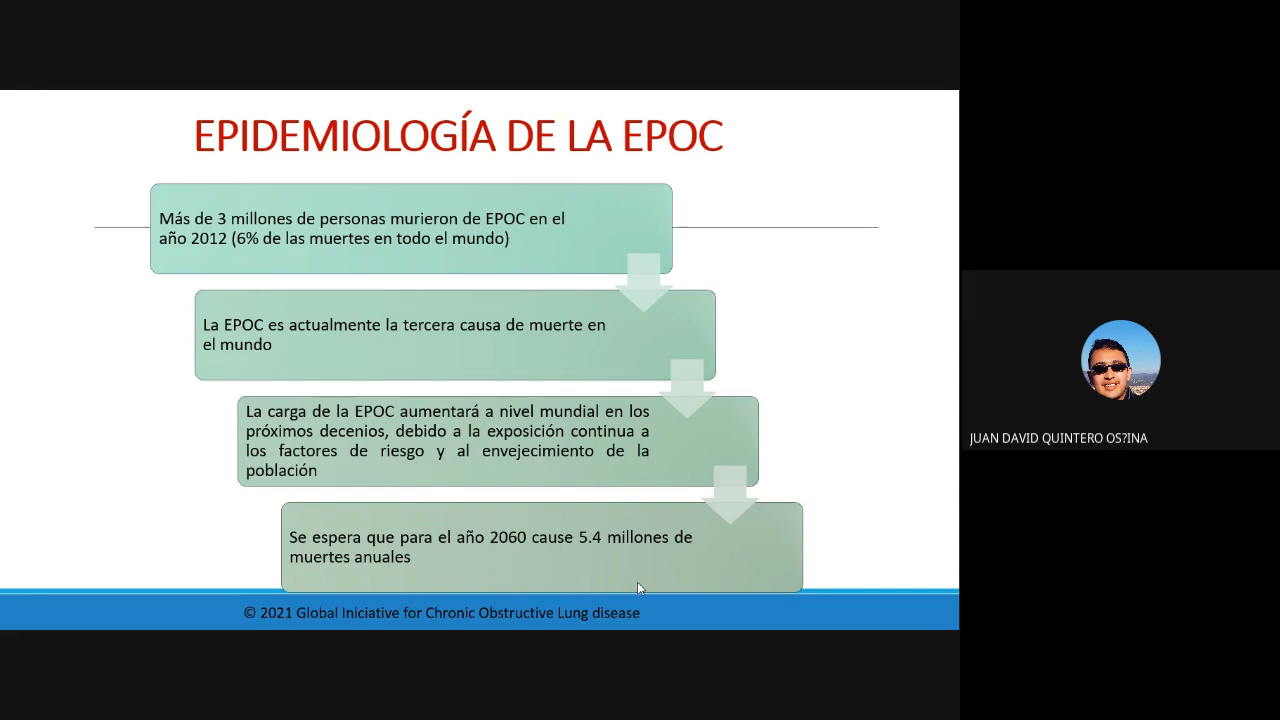 EPIDEMIOLOGÍA DE LA EPOC
Más de 3 millones de personas murieron de EPOC en el
año 2012 (6% de las muertes en todo el mundo)
La EPOC es actualmente la tercera causa de muerte en
el mundo
La carga de la EPOC aumentará a nivel mundial en los
próximos decenios, debido a la exposición continua a
los factores de riesgo y al envejecimiento de la
población
Se espera que para el año 2060 cause 5.4 millones de
muertes anuales
© 2021 Global Iniciative for Chronic Obstructive Lung disease
JUAN DAVID QUINTERO OS?INA